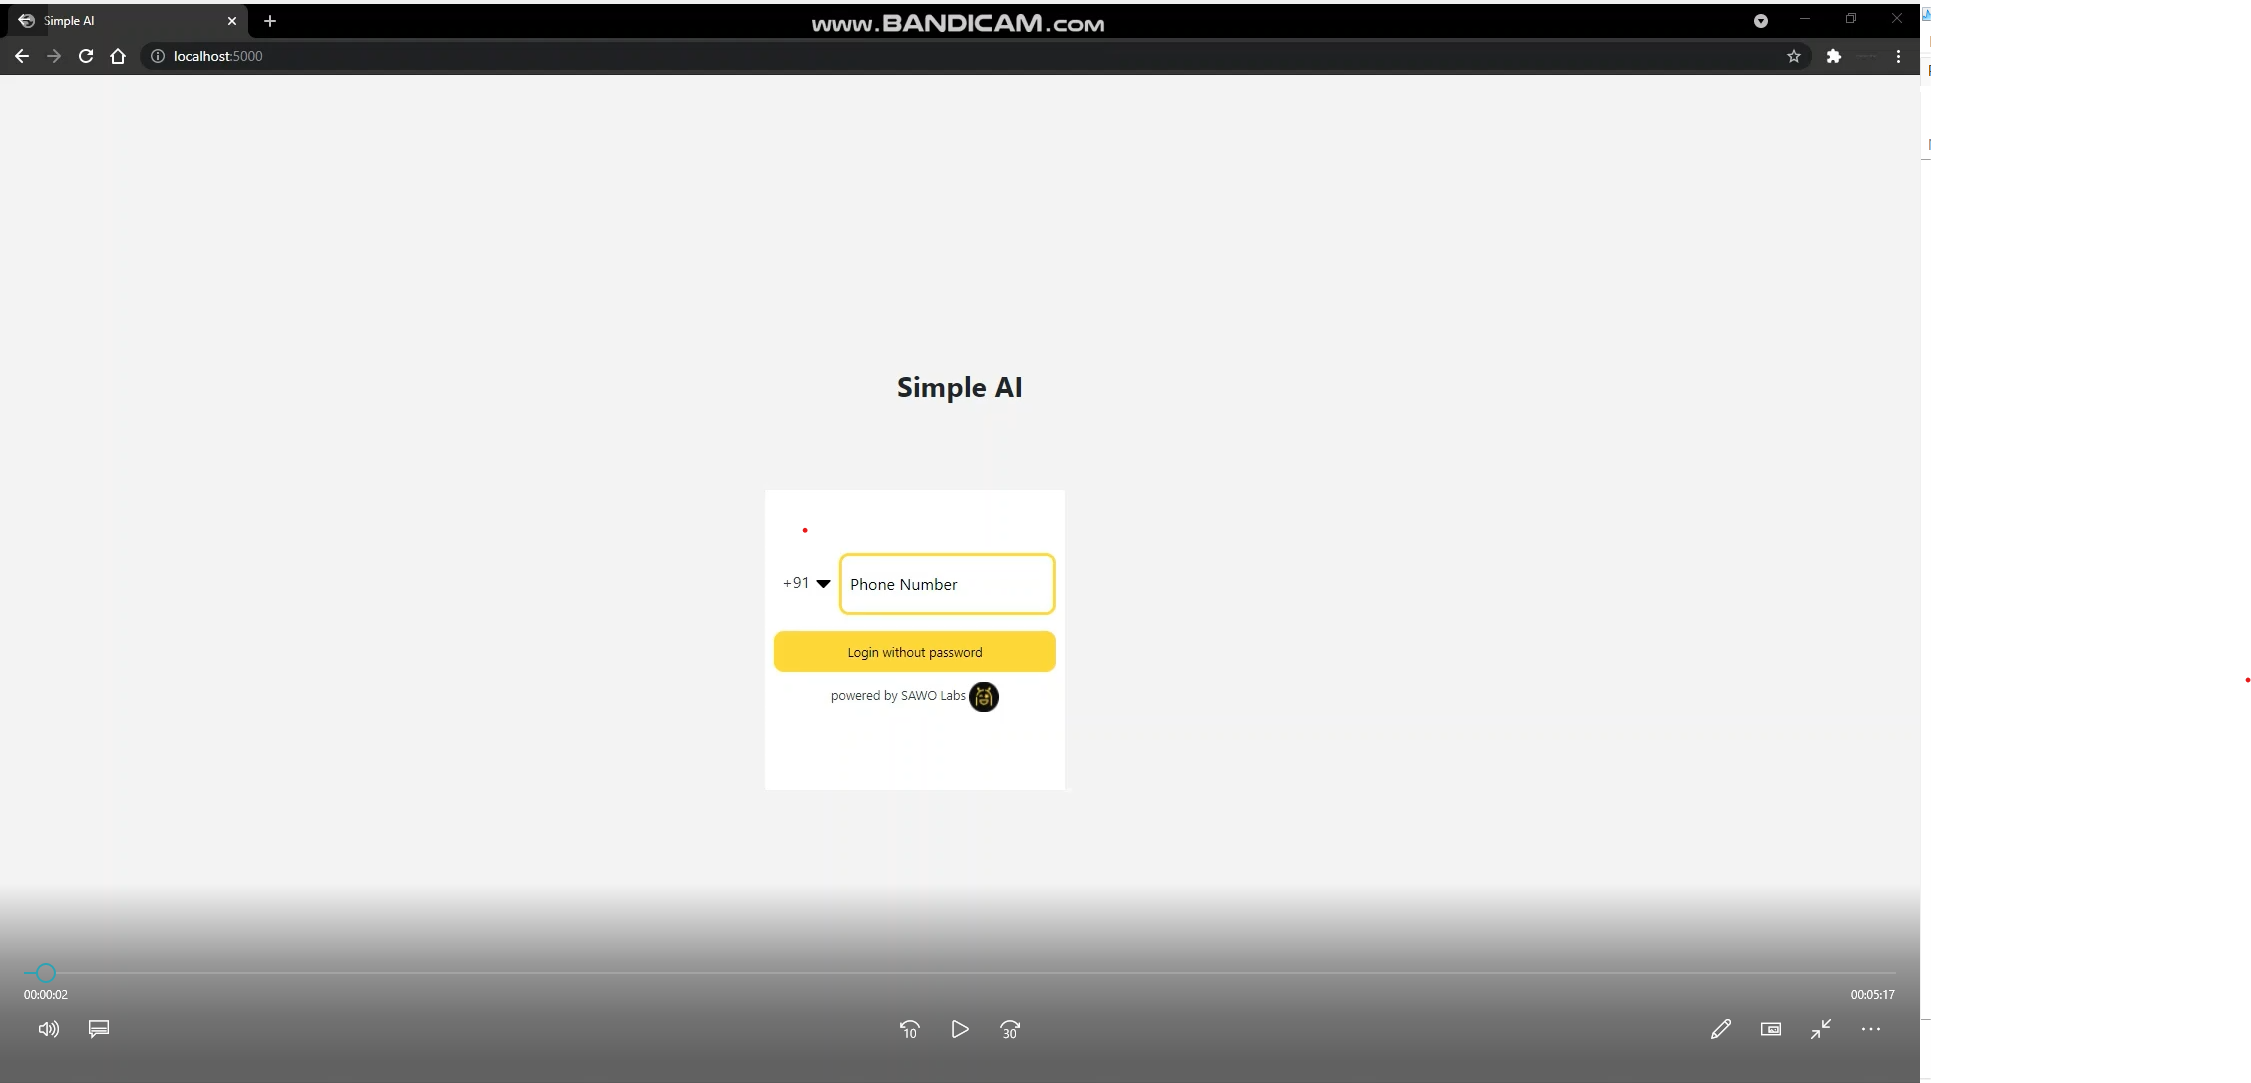 Simple AI
www.BANDICAM.COM
localhost:5000
Simple AI
+91
Phone Number
Login without password
powered by SAWO Labs
00:00:02
00:05:17
10
30